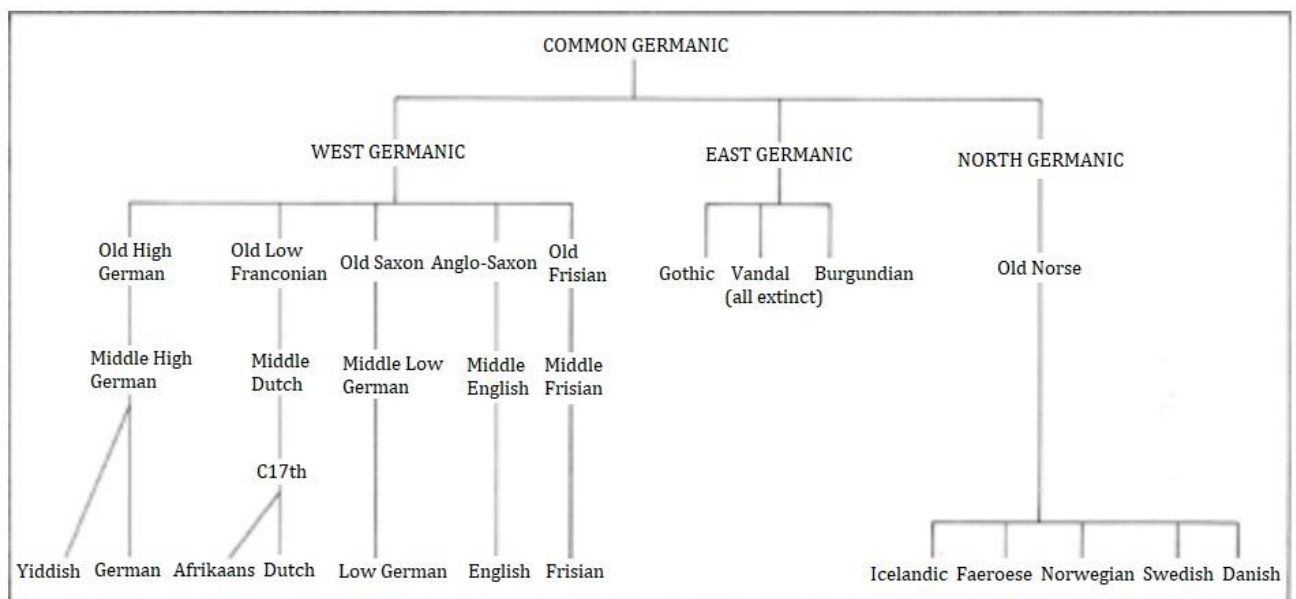 COMMON GERMANIC
WEST GERMANIC
EAST GERMANIC
NORTH GERMANIC
Old High
German
Old Low
Franconian
Old Saxon
Anglo-Saxon
Old
Frisian
Gothic
Vandal
Burgundian
(all extinct)
Old Norse
Middle High
German
Middle
Dutch
Middle Low
German
Middle
English
Middle
Frisian
C17th
Yiddish
German
Afrikaans
Dutch
Low German
English
Frisian
Icelandic
Faeroese
Norwegian
Swedish
Danish